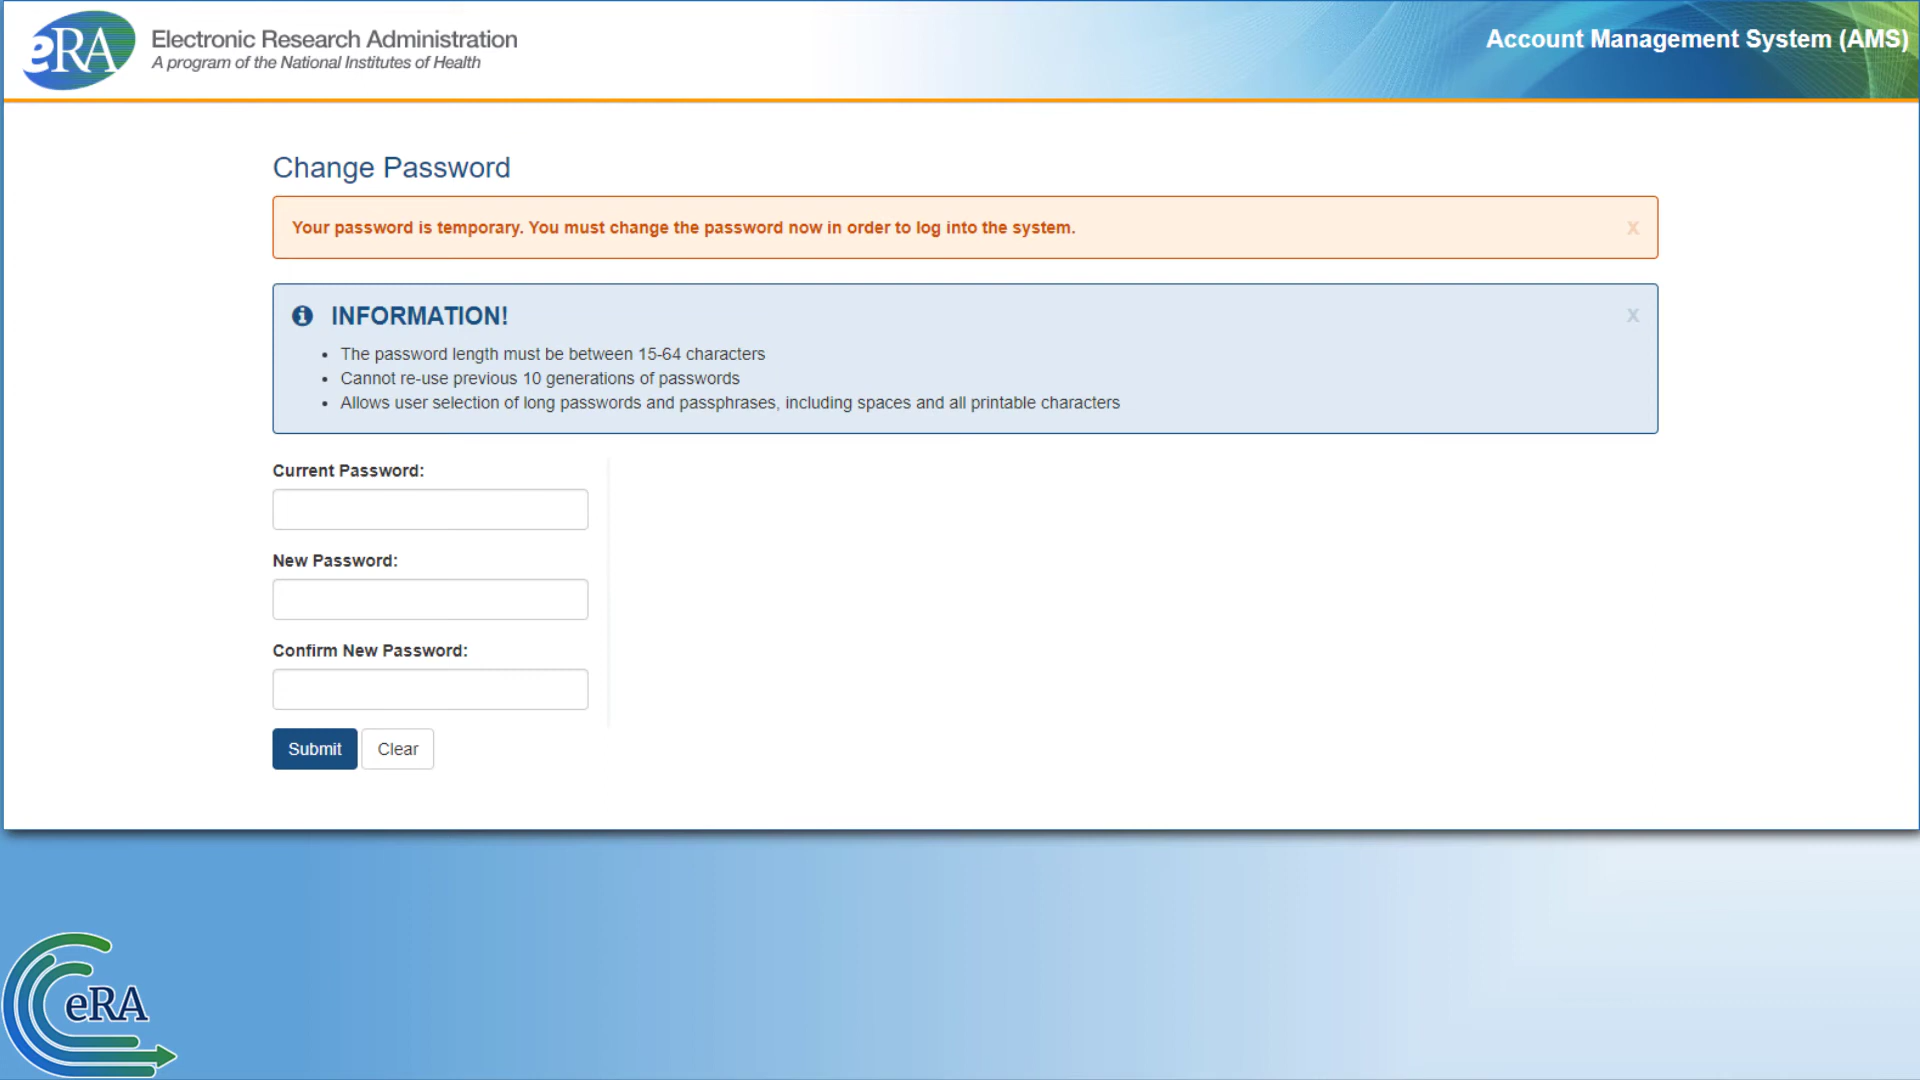 eRA
Electronic Research Administration
A program of the National Institutes of Health
Account Management System (AMS)
Change Password
Your password is temporary. You must change the password now in order to log into the system.
x
INFORMATION!
x
• The password length must be between 15-64 characters
• Cannot re-use previous 10 generations of passwords
• Allows user selection of long passwords and passphrases, including spaces and all printable characters
Current Password:
New Password:
Confirm New Password:
Submit
Clear
eRA